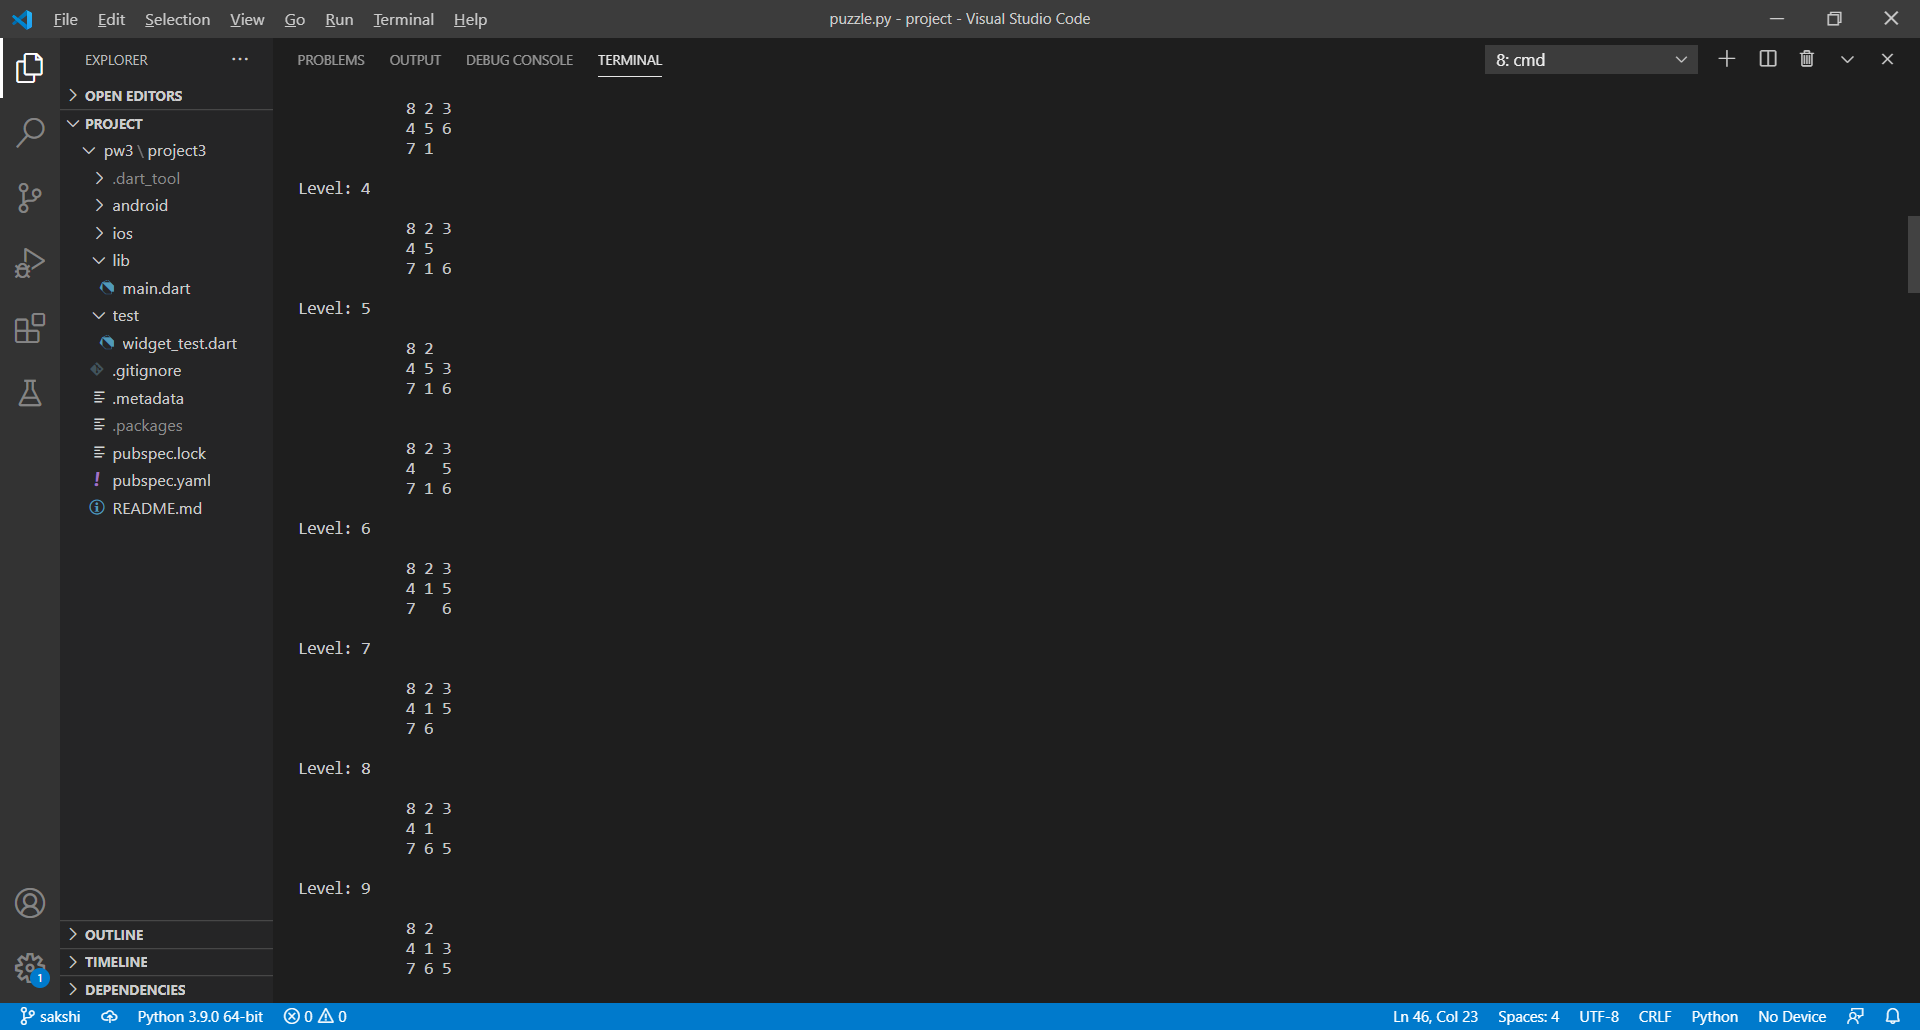 File Edit Selection View Go Run Terminal Help
puzzle.py - project - Visual Studio Code
EXPLORER
OPEN EDITORS
PROJECT
pw3 \ project3
.dart_tool
android
ios
lib
main.dart
test
widget_test.dart
.gitignore
.metadata
.packages
pubspec.lock
! pubspec.yaml
README.md
OUTLINE
TIMELINE
DEPENDENCIES
1
PROBLEMS OUTPUT DEBUG CONSOLE TERMINAL
8: cmd
8 2 3
4 5 6
7 1
Level: 4
8 2 3
4 5
7 1 6
Level: 5
8 2
4 5 3
7 1 6
8 2 3
4   5
7 1 6
Level: 6
8 2 3
4 1 5
7   6
Level: 7
8 2 3
4 1 5
7 6
Level: 8
8 2 3
4 1
7 6 5
Level: 9
8 2
4 1 3
7 6 5
sakshi Python 3.9.0 64-bit 0 0 Ln 46, Col 23 Spaces: 4 UTF-8 CRLF Python No Device